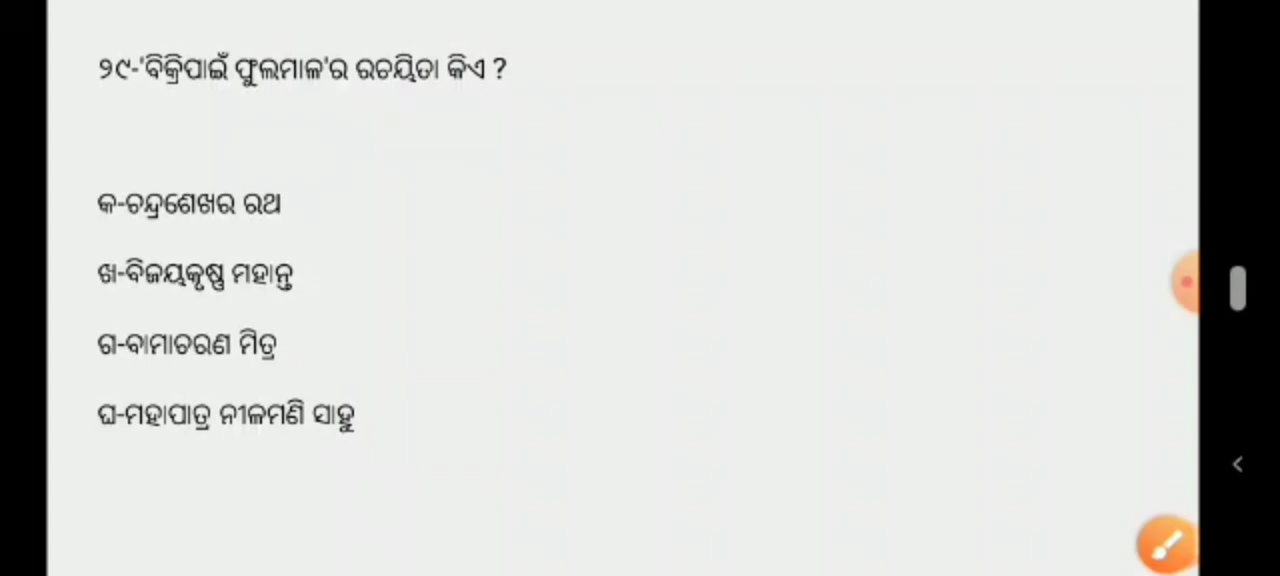 ୨୯-'ବିକ୍ରିପାଇଁ ଫୁଲମାଳ'ର ରଚୟିତା କିଏ ?
କ-ଚନ୍ଦ୍ରଶେଖର ରଥ
ଖ-ବିଜୟକୃଷ୍ଣ ମହାନ୍ତି
ଗ-ବାମାଚରଣ ମିତ୍ର
ଘ-ମହାପାତ୍ର ନୀଳମଣି ସାହୁ